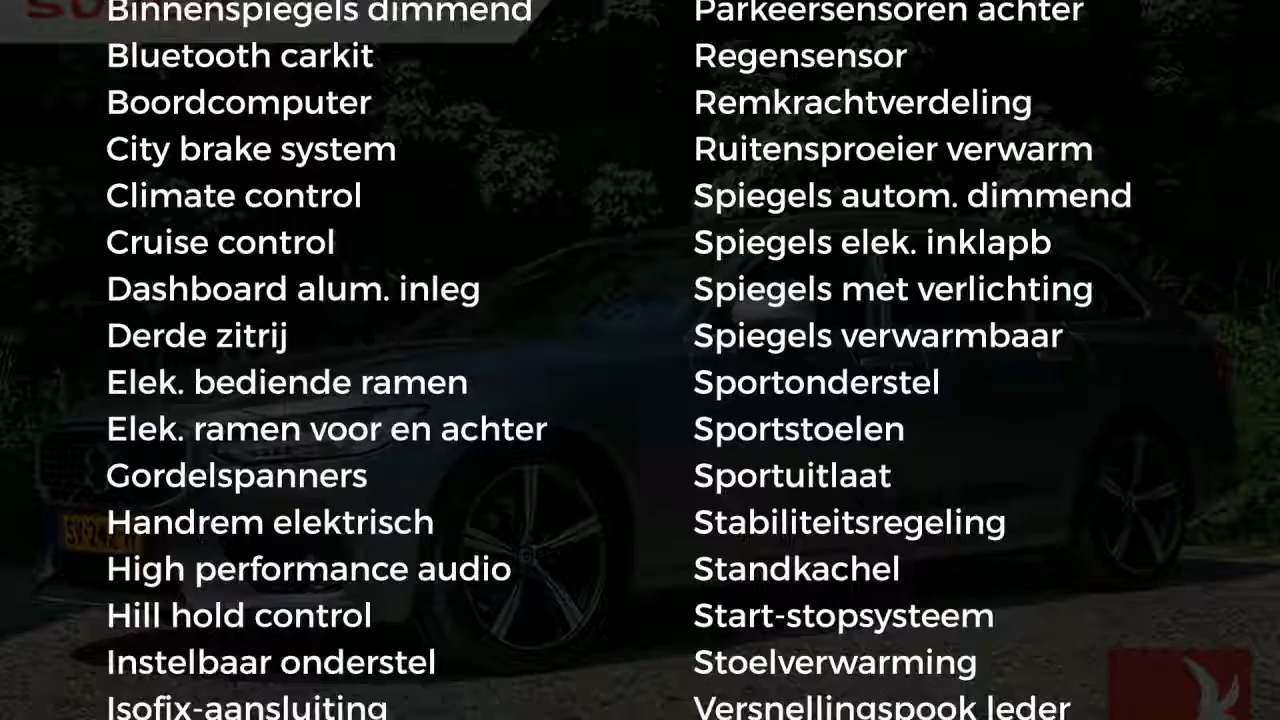 Binnenspiegels dimmend
Bluetooth carkit
Boordcomputer
City brake system
Climate control
Cruise control
Dashboard alum. inleg
Derde zitrij
Elek. bediende ramen
Elek. ramen voor en achter
Gordelspanners
Handrem elektrisch
High performance audio
Hill hold control
Instelbaar onderstel
Isofix-aansluiting
Parkeersensoren achter
Regensensor
Remkrachtverdeling
Ruitensproeier verwarm
Spiegels autom. dimmend
Spiegels elek. inklapb
Spiegels met verlichting
Spiegels verwarmbaar
Sportonderstel
Sportstoelen
Sportuitlaat
Stabiliteitsregeling
Standkachel
Start-stopsysteem
Stoelverwarming
Versnellingspook leder